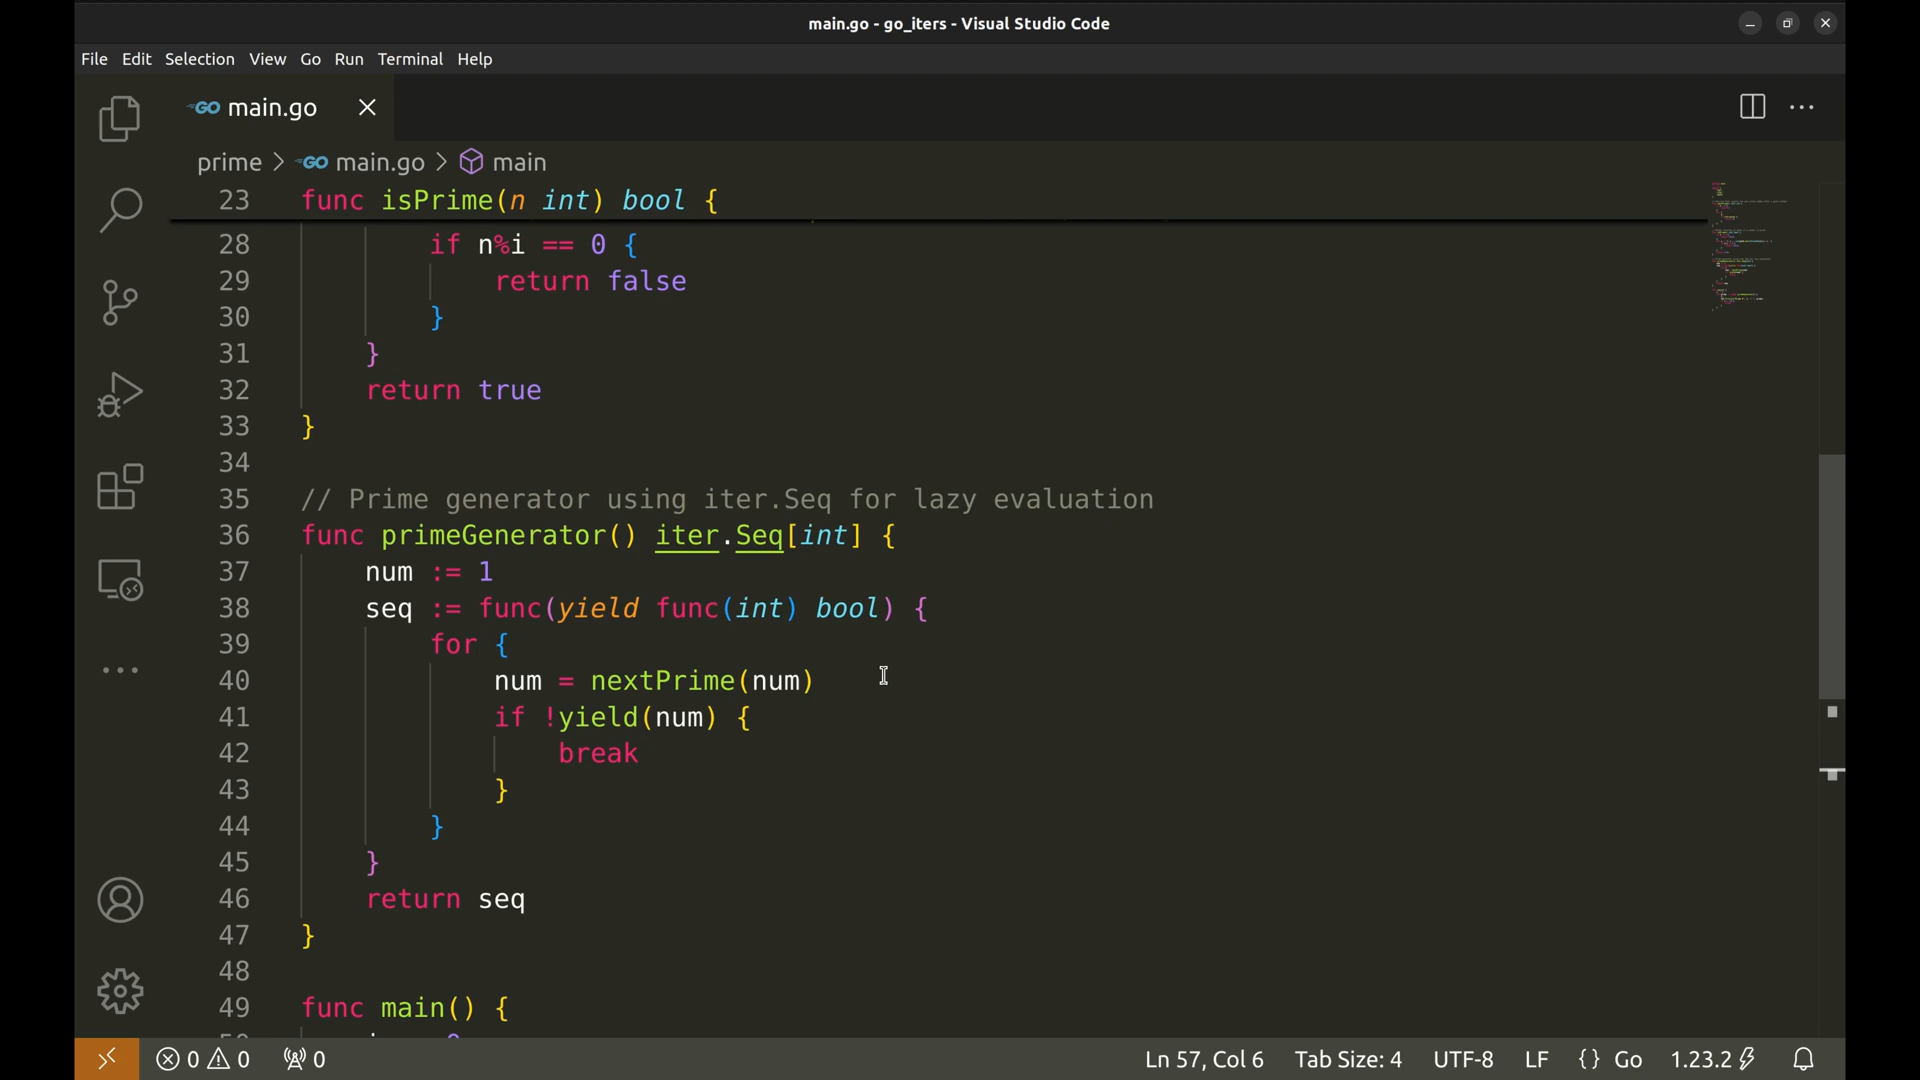 main.go - go_iters - Visual Studio Code
File Edit Selection View Go Run Terminal Help
GO main.go
prime > GO main.go > main
23 func isPrime(n int) bool {
28 if n%i == 0 {
29 return false
30 }
31 }
32 return true
33 }
34
35 // Prime generator using iter.Seq for lazy evaluation
36 func primeGenerator() iter.Seq[int] {
37 num := 1
38 seq := func(yield func(int) bool) {
39 for {
40 num = nextPrime(num)
41 if !yield(num) {
42 break
43 }
44 }
45 }
46 return seq
47 }
48
49 func main() {
0 0 0 Ln 57, Col 6 Tab Size: 4 UTF-8 LF {} Go 1.23.2